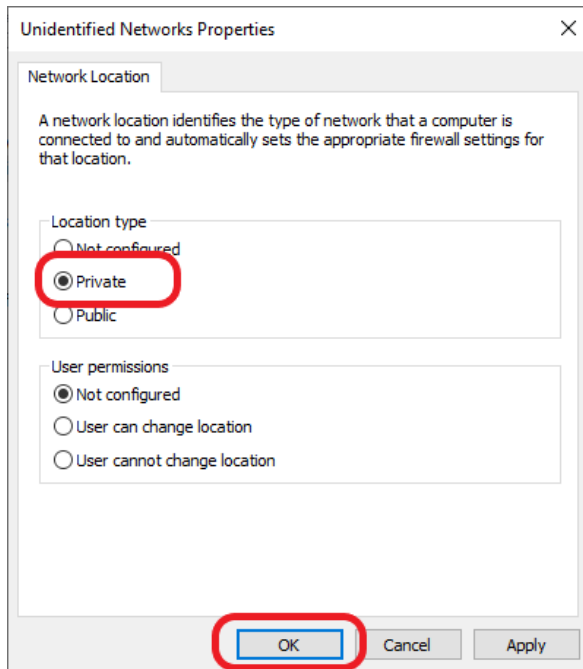 Unidentified Networks Properties
Network Location
A network location identifies the type of network that a computer is
connected to and automatically sets the appropriate firewall settings for
that location.
Location type
Not configured
Private
Public
User permissions
Not configured
User can change location
User cannot change location
OK Cancel Apply